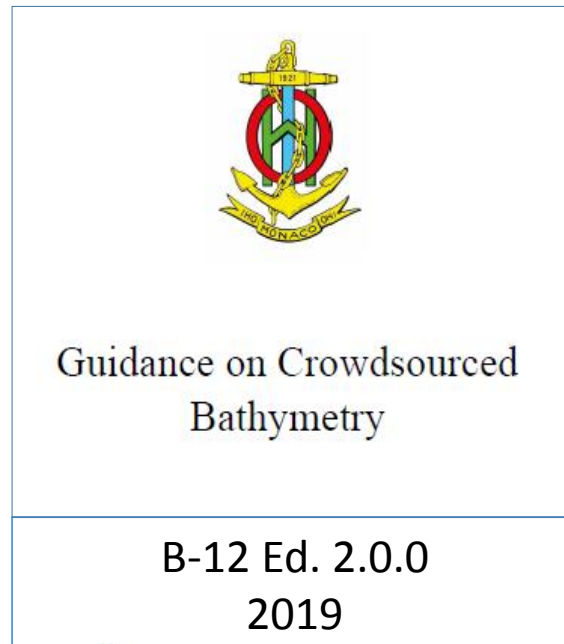 1921
IHO MONACO OHI
Guidance on Crowdsourced
Bathymetry
B-12 Ed. 2.0.0
2019